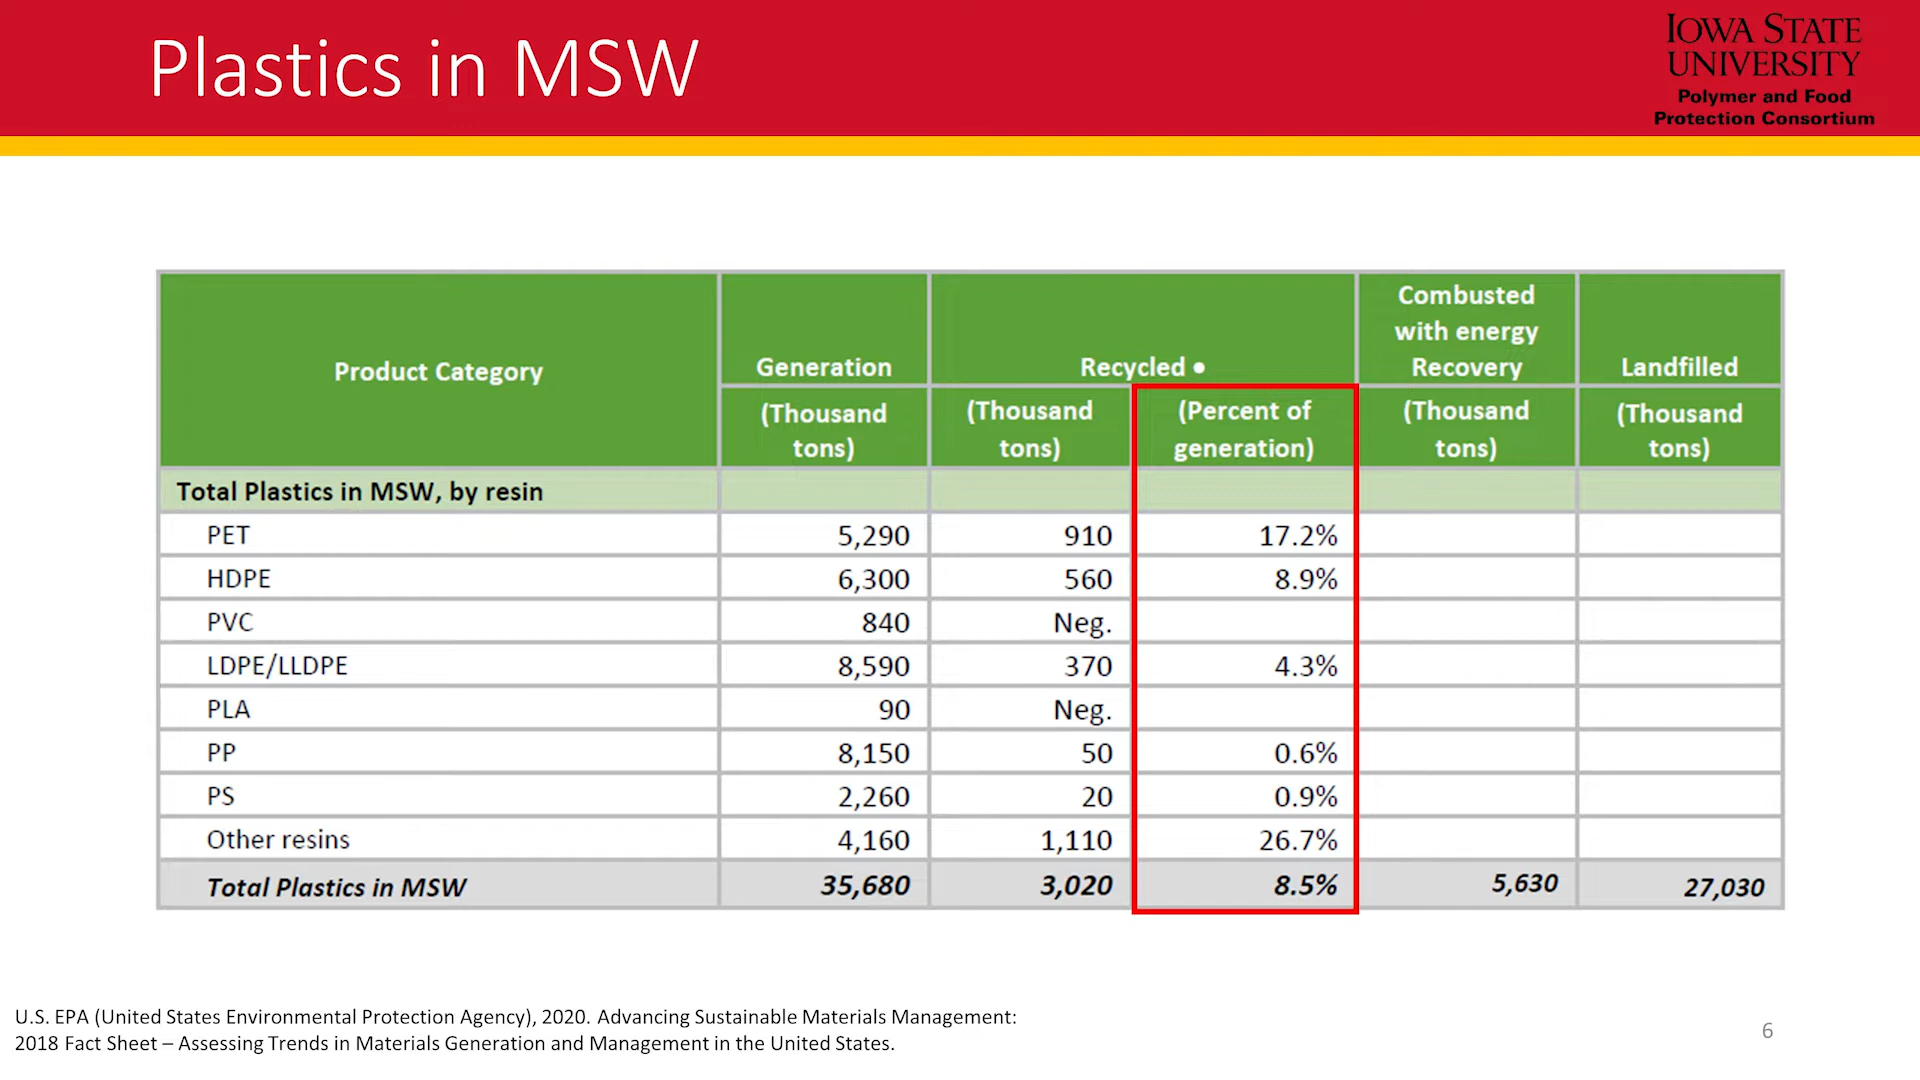 Plastics in MSW
IOWA STATE
UNIVERSITY
Polymer and Food
Protection Consortium
Product Category
Generation
Recycled •
Combusted
with energy
Recovery
Landfilled
(Thousand
tons)
(Thousand
tons)
(Percent of
generation)
(Thousand
tons)
(Thousand
tons)
Total Plastics in MSW, by resin
PET 5,290 910 17.2%
HDPE 6,300 560 8.9%
PVC 840 Neg.
LDPE/LLDPE 8,590 370 4.3%
PLA 90 Neg.
PP 8,150 50 0.6%
PS 2,260 20 0.9%
Other resins 4,160 1,110 26.7%
Total Plastics in MSW 35,680 3,020 8.5% 5,630 27,030
U.S. EPA (United States Environmental Protection Agency), 2020. Advancing Sustainable Materials Management:
2018 Fact Sheet – Assessing Trends in Materials Generation and Management in the United States.
6